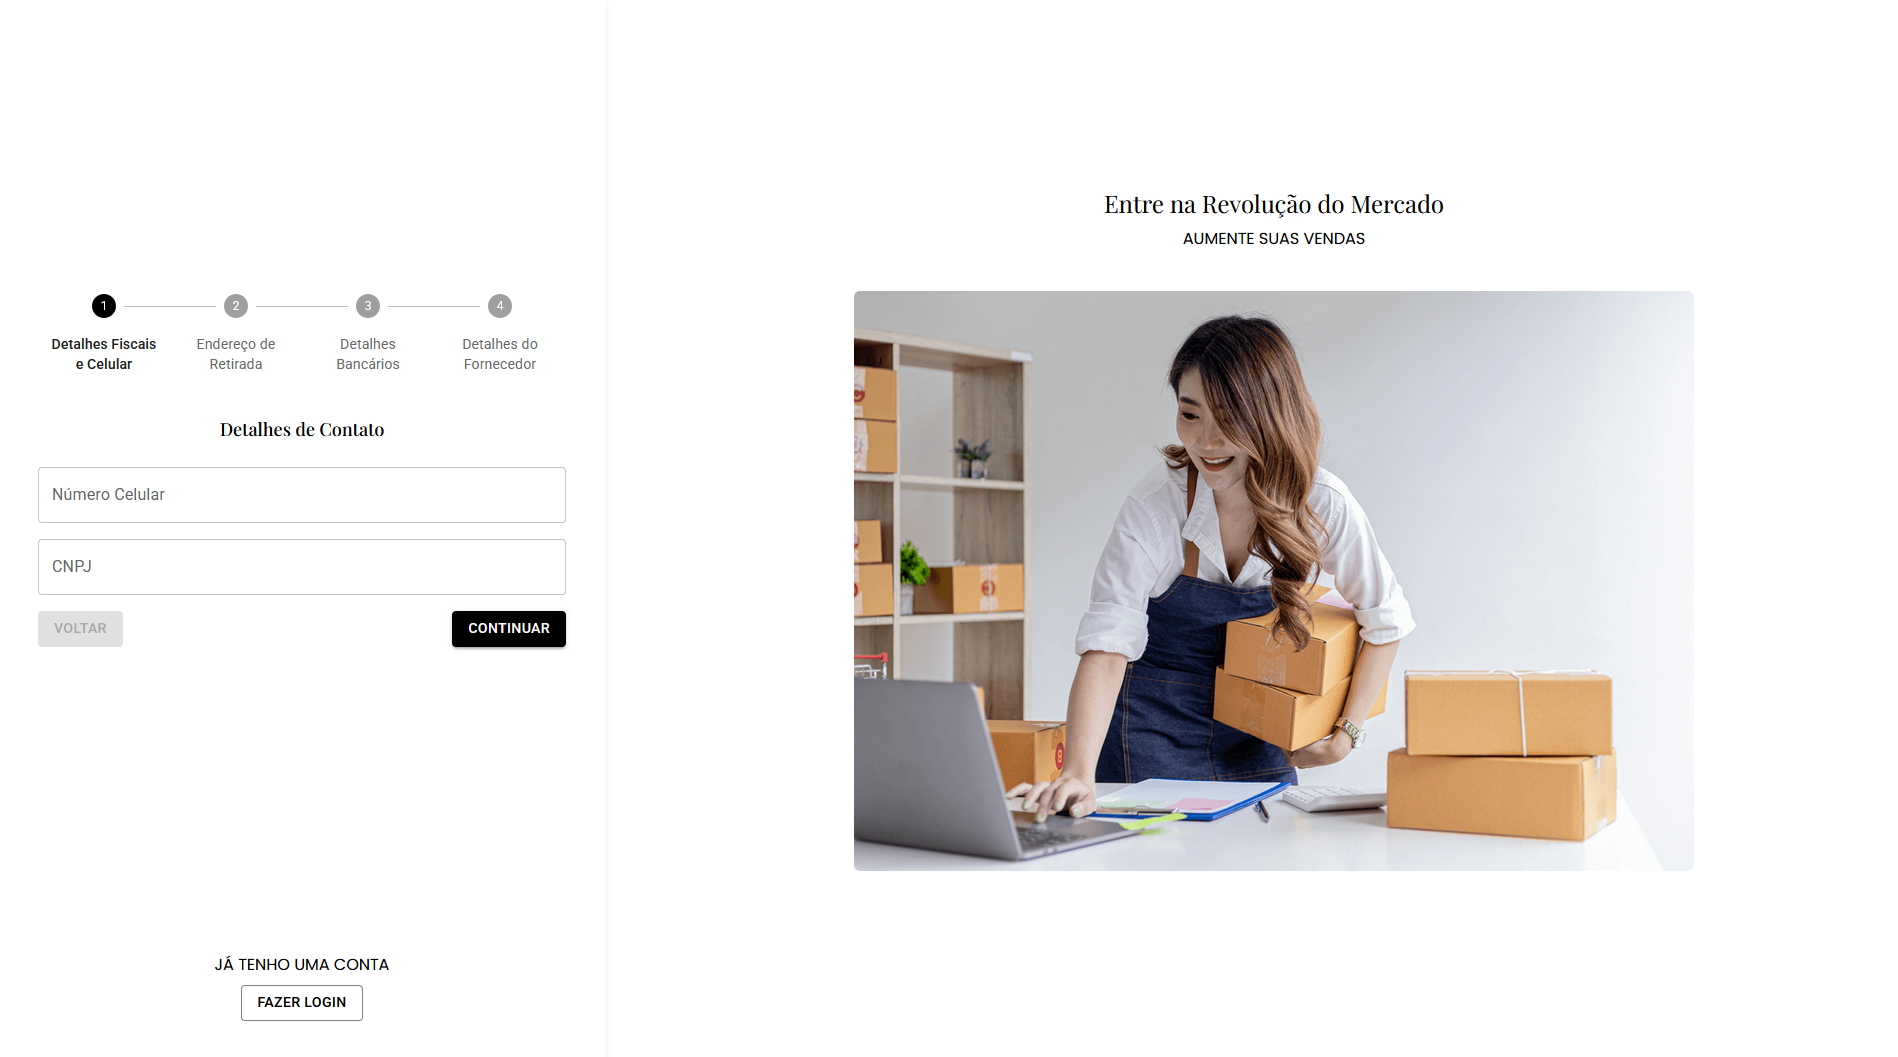 1
2
3
4
Detalhes Fiscais
e Celular
Endereço de
Retirada
Detalhes
Bancários
Detalhes do
Fornecedor
Detalhes de Contato
Número Celular
CNPJ
VOLTAR
CONTINUAR
JÁ TENHO UMA CONTA
FAZER LOGIN
Entre na Revolução do Mercado
AUMENTE SUAS VENDAS